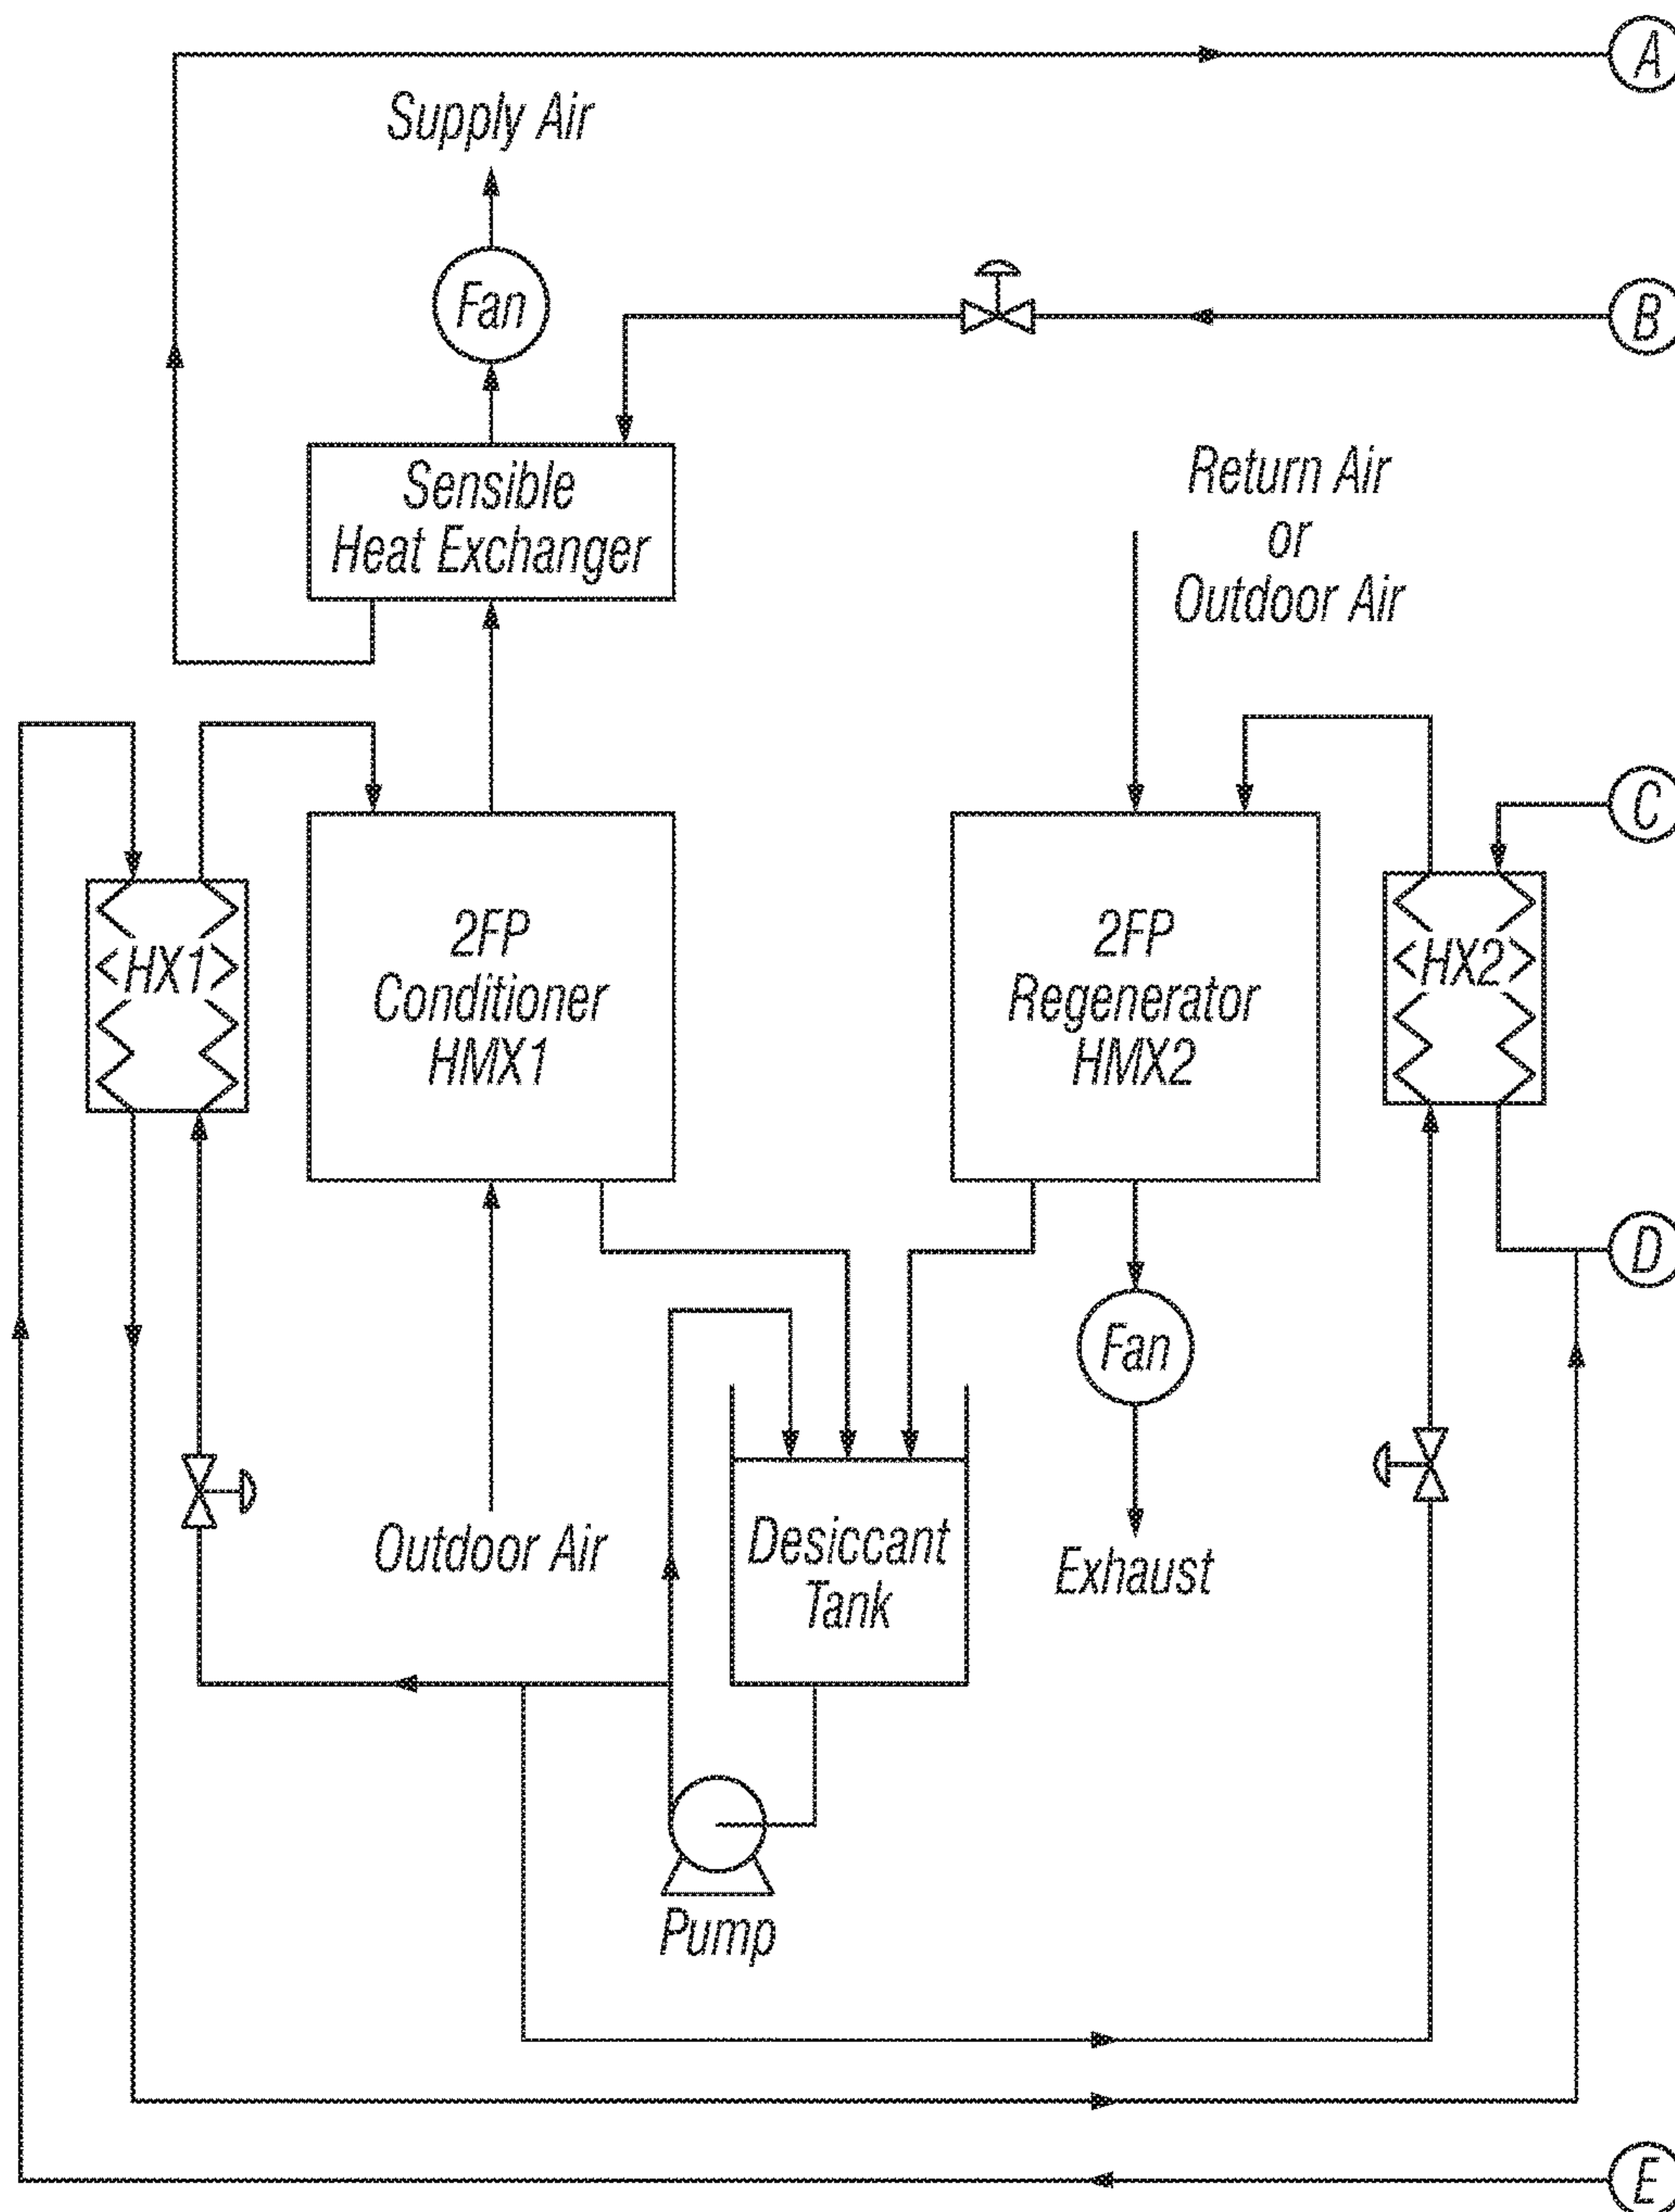 A
Supply Air
Fan
B
Sensible
Heat Exchanger
Return Air
or
Outdoor Air
C
HX1
2FP
Conditioner
HMX1
2FP
Regenerator
HMX2
HX2
D
Fan
Outdoor Air
Desiccant
Tank
Exhaust
Pump
E